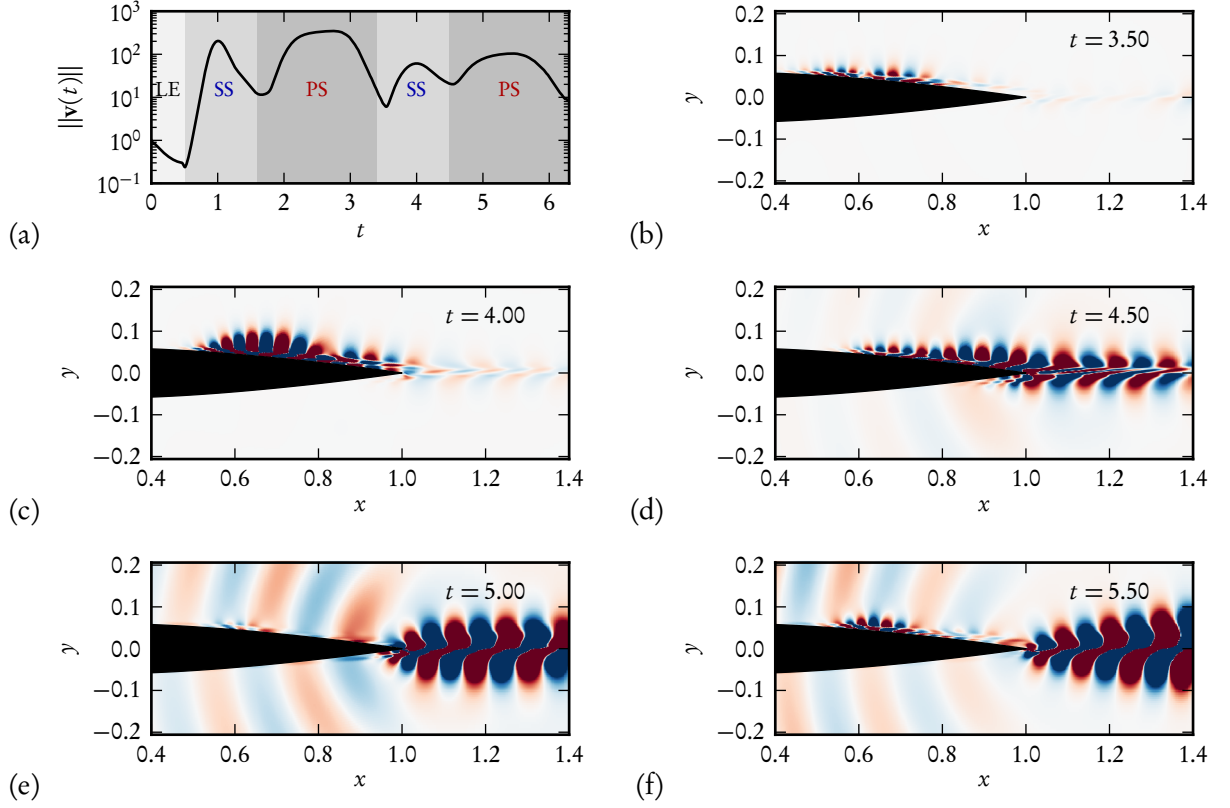 10³
10²
10¹
10⁰
10⁻¹
||v(t)||
LE
SS
PS
SS
PS
0 1 2 3 4 5 6
t
(a)
t = 3.50
0.2
0.1
0.0
−0.1
−0.2
y
0.4 0.6 0.8 1.0 1.2 1.4
x
(b)
t = 4.00
0.2
0.1
0.0
−0.1
−0.2
y
0.4 0.6 0.8 1.0 1.2 1.4
x
(c)
t = 4.50
0.2
0.1
0.0
−0.1
−0.2
y
0.4 0.6 0.8 1.0 1.2 1.4
x
(d)
t = 5.00
0.2
0.1
0.0
−0.1
−0.2
y
0.4 0.6 0.8 1.0 1.2 1.4
x
(e)
t = 5.50
0.2
0.1
0.0
−0.1
−0.2
y
0.4 0.6 0.8 1.0 1.2 1.4
x
(f)